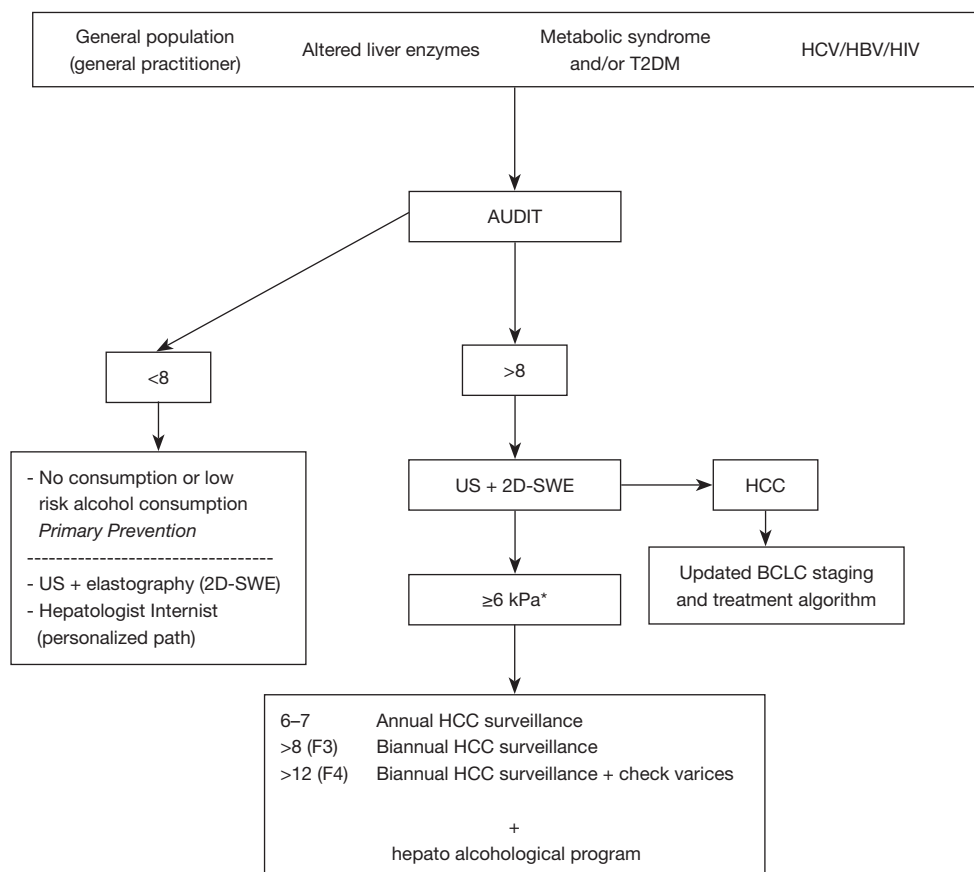 General population
(general practitioner)
Altered liver enzymes
Metabolic syndrome
and/or T2DM
HCV/HBV/HIV
AUDIT
<8
>8
- No consumption or low
risk alcohol consumption
Primary Prevention
--------------------------------
- US + elastography (2D-SWE)
- Hepatologist Internist
(personalized path)
US + 2D-SWE
HCC
Updated BCLC staging
and treatment algorithm
≥6 kPa*
6–7 Annual HCC surveillance
>8 (F3) Biannual HCC surveillance
>12 (F4) Biannual HCC surveillance + check varices
+
hepato alcohological program